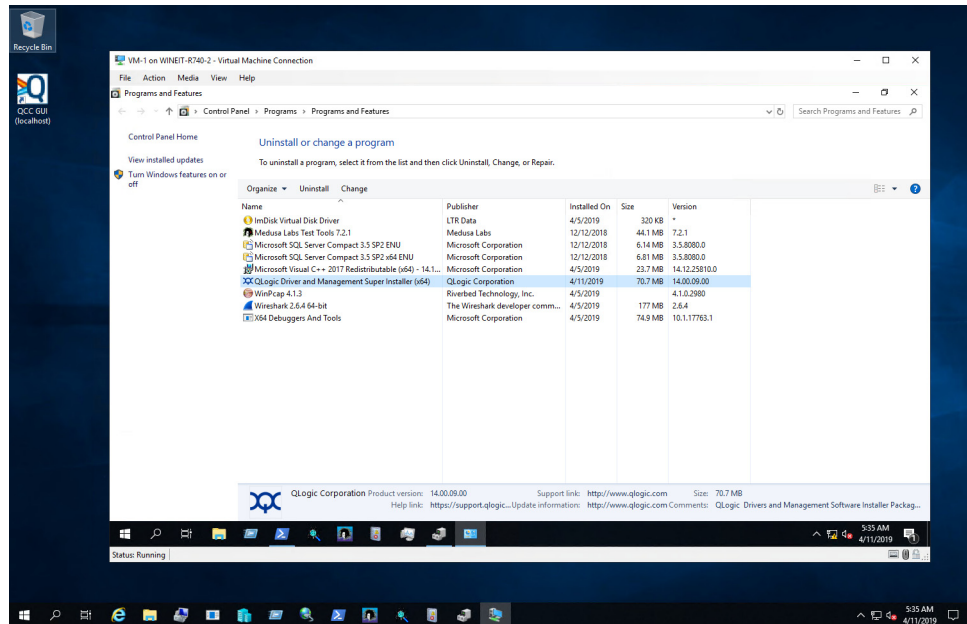 Recycle Bin
QCC GUI
(localhost)
VM-1 on WINEIT-R740-2 - Virtual Machine Connection
File Action Media View Help
Programs and Features
Control Panel > Programs > Programs and Features
Search Programs and Features
Control Panel Home
View installed updates
Turn Windows features on or
off
Uninstall or change a program
To uninstall a program, select it from the list and then click Uninstall, Change, or Repair.
Organize Uninstall Change
Name Publisher Installed On Size Version
ImDisk Virtual Disk Driver LTR Data 4/5/2019 320 KB *
Medusa Labs Test Tools 7.2.1 Medusa Labs 12/12/2018 44.1 MB 7.2.1
Microsoft SQL Server Compact 3.5 SP2 ENU Microsoft Corporation 12/12/2018 6.14 MB 3.5.8080.0
Microsoft SQL Server Compact 3.5 SP2 x64 ENU Microsoft Corporation 12/12/2018 6.81 MB 3.5.8080.0
Microsoft Visual C++ 2017 Redistributable (x64) - 14.1... Microsoft Corporation 4/5/2019 23.7 MB 14.12.25810.0
QLogic Driver and Management Super Installer (x64) QLogic Corporation 4/11/2019 70.7 MB 14.00.09.00
WinPcap 4.1.3 Riverbed Technology, Inc. 4/5/2019 4.1.0.2980
Wireshark 2.6.4 64-bit The Wireshark developer comm... 4/5/2019 177 MB 2.6.4
X64 Debuggers And Tools Microsoft Corporation 4/5/2019 74.9 MB 10.1.17763.1
QLogic Corporation Product version: 14.00.09.00 Support link: http://www.qlogic.com Size: 70.7 MB
Help link: https://support.qlogic... Update information: http://www.qlogic.com Comments: QLogic Drivers and Management Software Installer Packag...
5:35 AM
4/11/2019
Status: Running
5:35 AM
4/11/2019